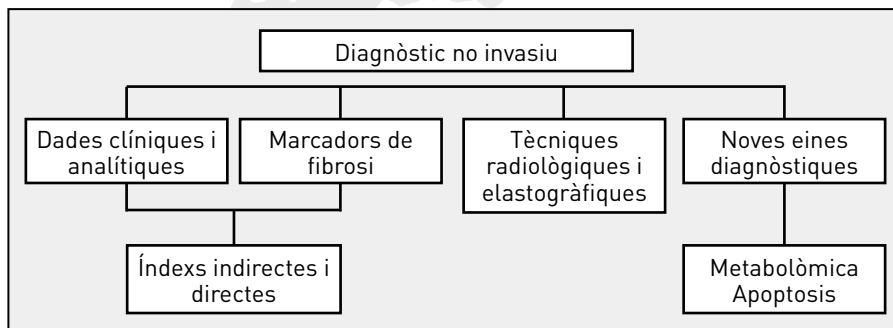 Diagnòstic no invasiu
Dades clíniques i
analítiques
Marcadors de
fibrosi
Tècniques
radiològiques i
elastogràfiques
Noves eines
diagnòstiques
Índexs indirectes i
directes
Metabolòmica
Apoptosis